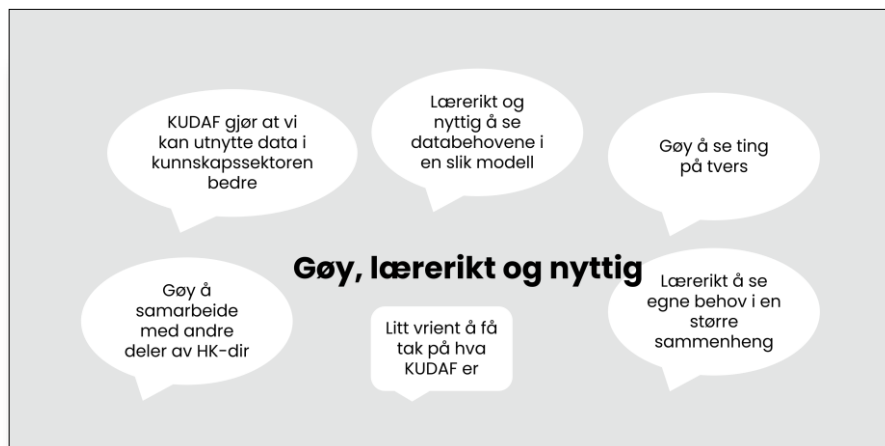 KUDAF gjør at vi
kan utnytte data i
kunnskapssektoren
bedre
Lærerikt og
nyttig å se
databehovene i
en slik modell
Gøy å se ting
på tvers
Gøy, lærerikt og nyttig
Gøy å
samarbeide
med andre
deler av HK-dir
Litt vrient å få
tak på hva
KUDAF er
Lærerikt å se
egne behov i en
større
sammenheng